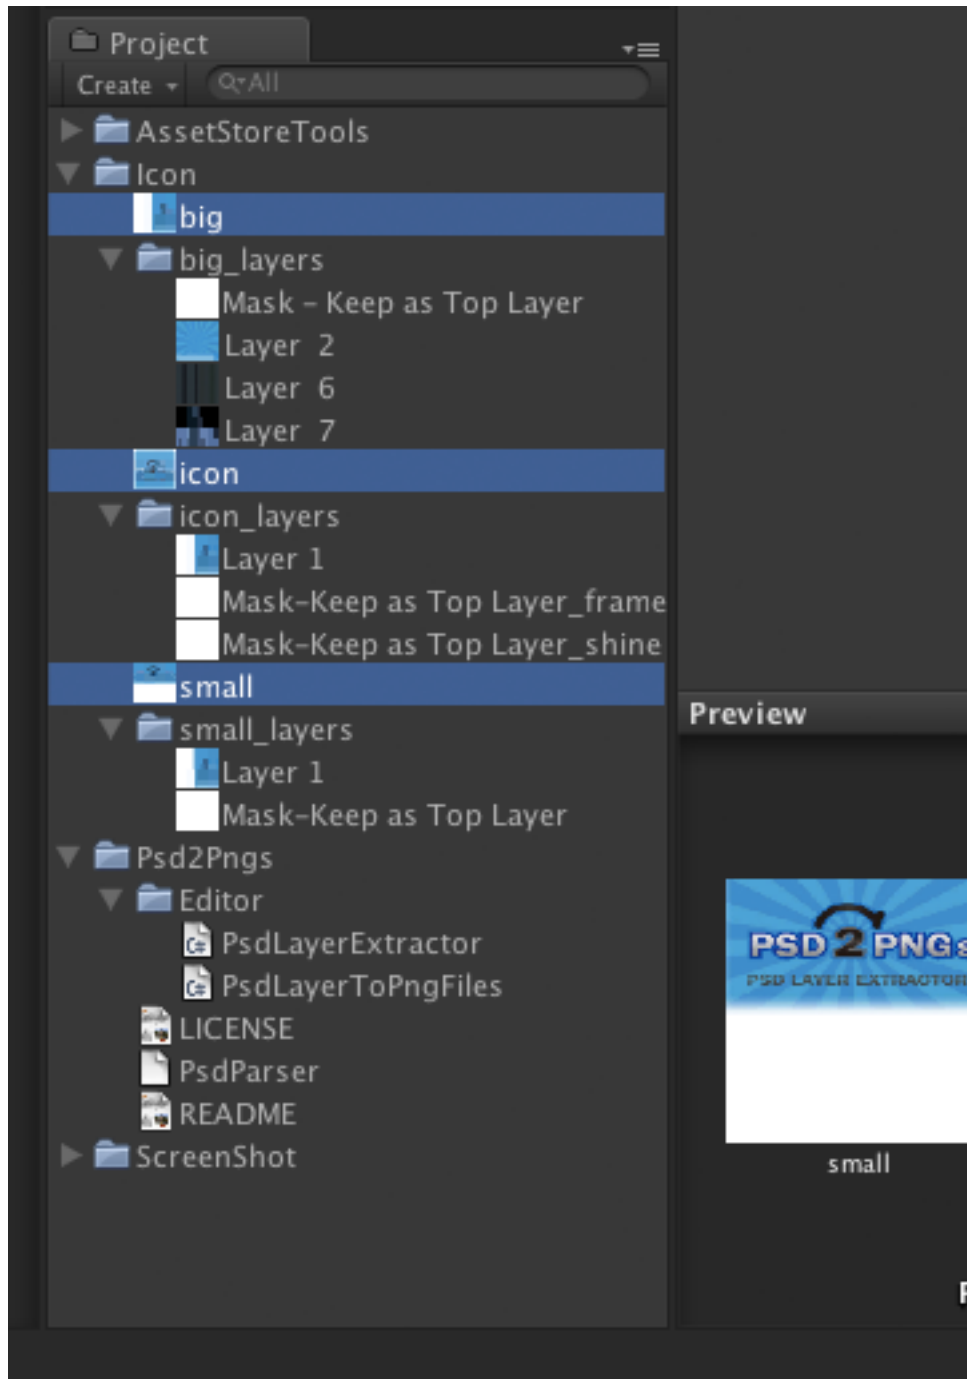 Project
Create
All
AssetStoreTools
Icon
big
big_layers
Mask - Keep as Top Layer
Layer 2
Layer 6
Layer 7
icon
icon_layers
Layer 1
Mask-Keep as Top Layer_frame
Mask-Keep as Top Layer_shine
small
small_layers
Layer 1
Mask-Keep as Top Layer
Psd2Pngs
Editor
C# PsdLayerExtractor
C# PsdLayerToPngFiles
LICENSE
PsdParser
README
ScreenShot
Preview
PSD 2 PNGs
PSD LAYER EXTRACTOR
small